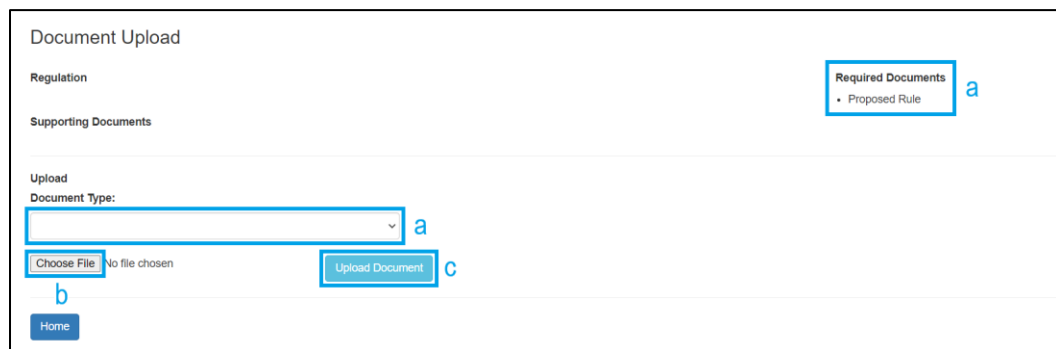 Document Upload
Regulation
Required Documents
a
• Proposed Rule
Supporting Documents
Upload
Document Type:
a
Choose File No file chosen
Upload Document
c
b
Home